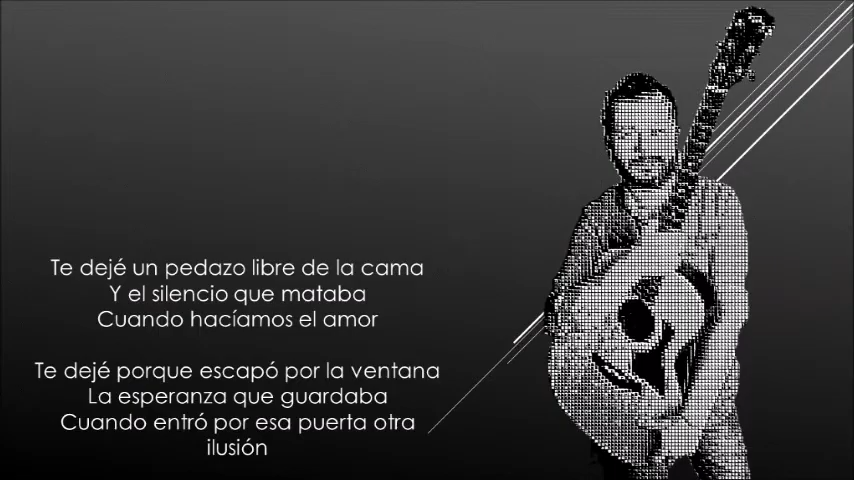 Te dejé un pedazo libre de la cama
Y el silencio que mataba
Cuando hacíamos el amor
Te dejé porque escapó por la ventana
La esperanza que guardaba
Cuando entró por esa puerta otra
ilusión